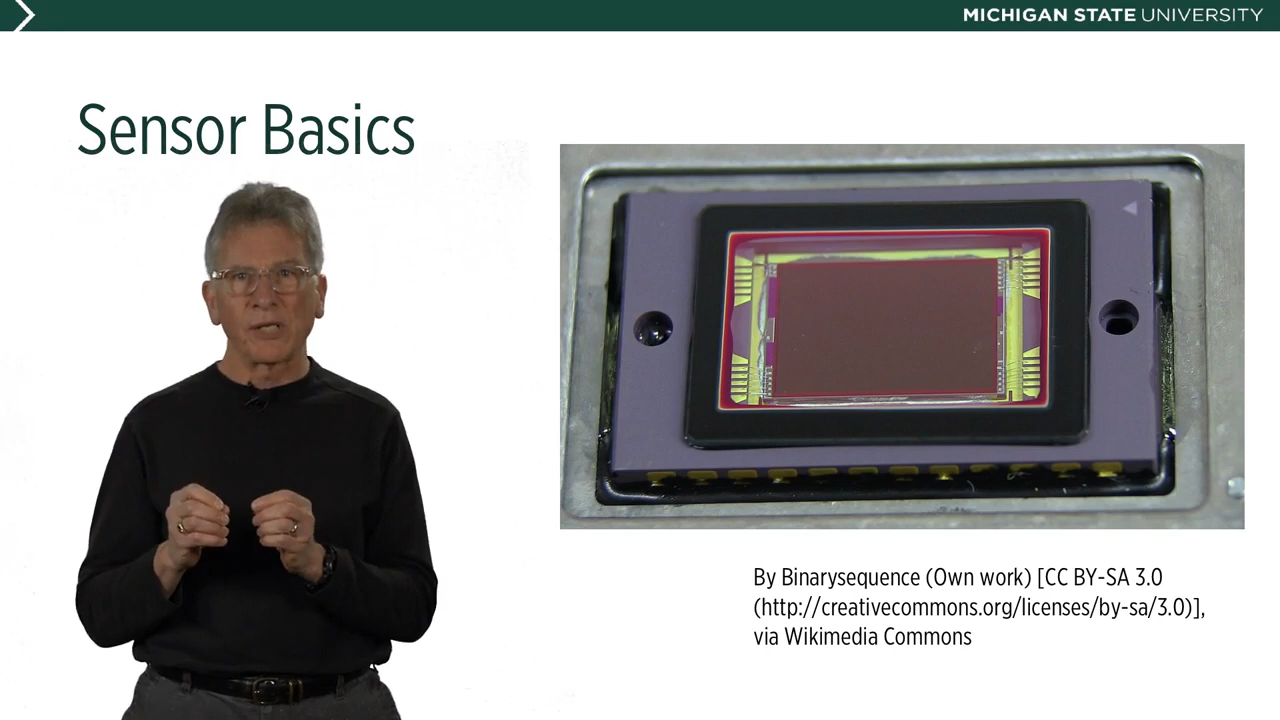 MICHIGAN STATE UNIVERSITY
Sensor Basics
By Binarysequence (Own work) [CC BY-SA 3.0
(http://creativecommons.org/licenses/by-sa/3.0)],
via Wikimedia Commons